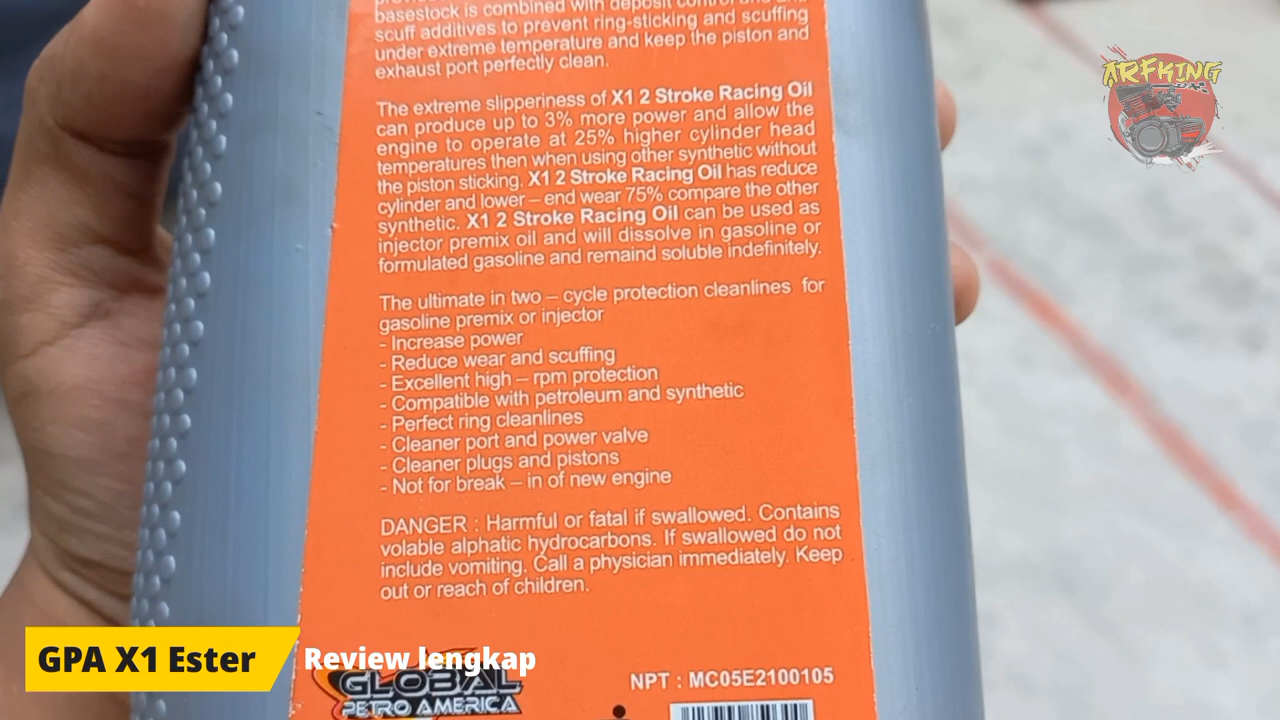 basestock is combined with deposit control and
scuff additives to prevent ring-sticking and scuffing
under extreme temperature and keep the piston and
exhaust port perfectly clean.
The extreme slipperiness of X1 2 Stroke Racing Oil
can produce up to 3% more power and allow the
engine to operate at 25% higher cylinder head
temperatures then when using other synthetic without
the piston sticking. X1 2 Stroke Racing Oil has reduce
cylinder and lower – end wear 75% compare the other
synthetic. X1 2 Stroke Racing Oil can be used as
injector premix oil and will dissolve in gasoline or
formulated gasoline and remaind soluble indefinitely.
The ultimate in two – cycle protection cleanlines for
gasoline premix or injector
- Increase power
- Reduce wear and scuffing
- Excellent high – rpm protection
- Compatible with petroleum and synthetic
- Perfect ring cleanlines
- Cleaner port and power valve
- Cleaner plugs and pistons
- Not for break – in of new engine
DANGER : Harmful or fatal if swallowed. Contains
volable alphatic hydrocarbons. If swallowed do not
include vomiting. Call a physician immediately. Keep
out or reach of children.
GLOBAL
PETRO AMERICA
NPT : MC05E2100105
ARFKING
GPA X1 Ester
Review lengkap